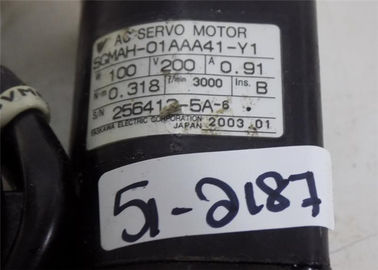 AC SERVO MOTOR
SGMAH-01AAA41-Y1
W 100 V 200 A 0.91
N·m 0.318 r/min 3000 Ins. B
S/N 255413-5A-6
YASKAWA ELECTRIC CORPORATION
JAPAN 2003.01
51-2187